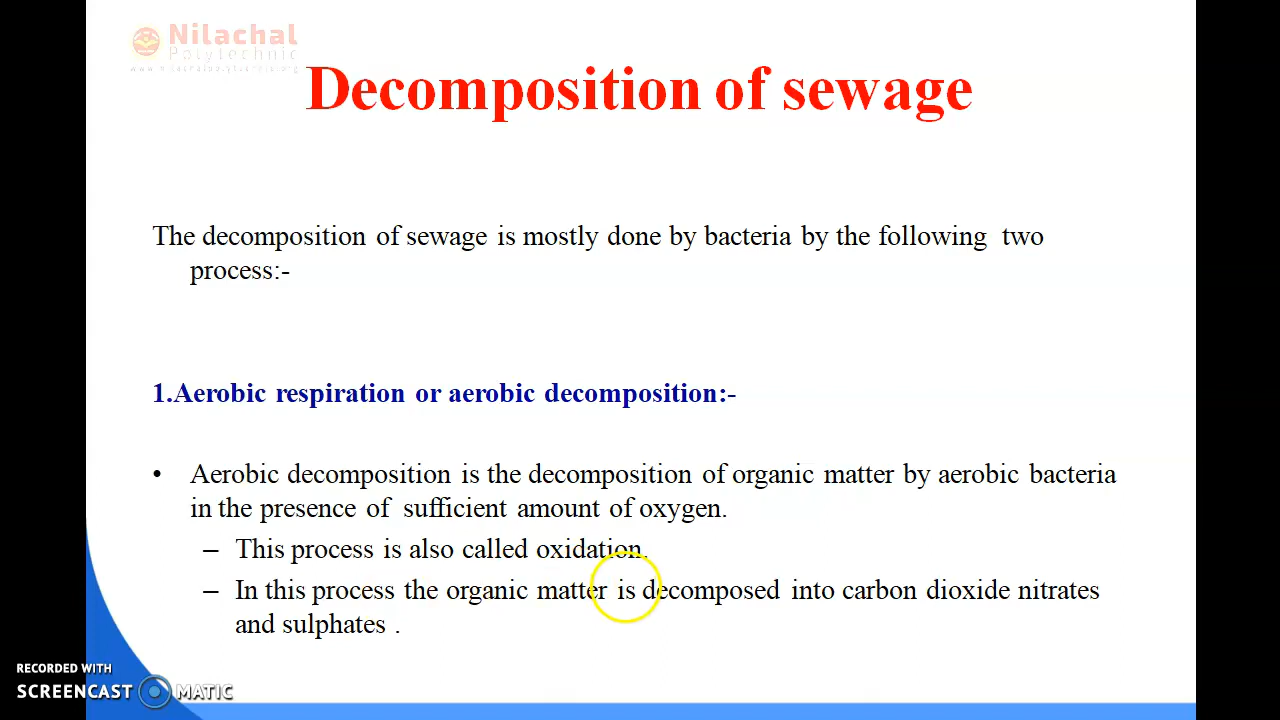 Nilachal
Polytechnic
www.nilachalpolytechnic.org
Decomposition of sewage
The decomposition of sewage is mostly done by bacteria by the following two
process:-
1.Aerobic respiration or aerobic decomposition:-
• Aerobic decomposition is the decomposition of organic matter by aerobic bacteria
in the presence of sufficient amount of oxygen.
– This process is also called oxidation.
– In this process the organic matter is decomposed into carbon dioxide nitrates
and sulphates .
RECORDED WITH
SCREENCAST MATIC